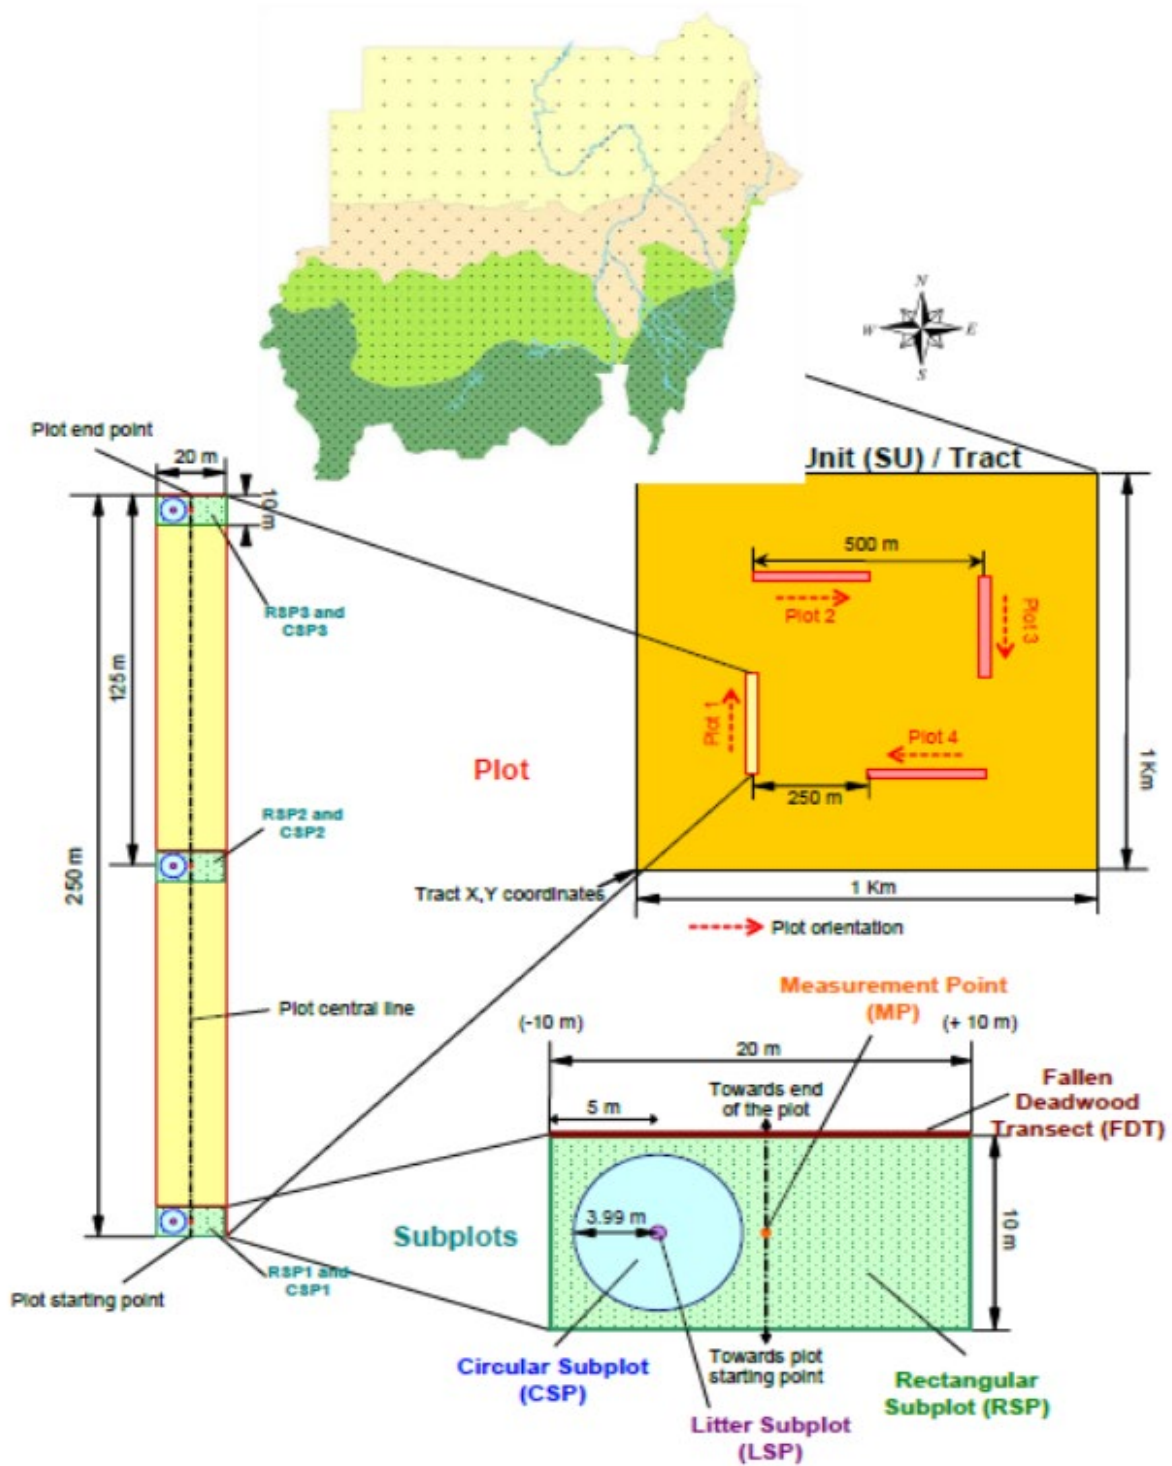 N
W
E
S
Unit (SU) / Tract
Plot end point
20 m
10 m
RSP3 and
CSP3
125 m
250 m
RSP2 and
CSP2
Plot central line
RSP1 and
CSP1
Plot starting point
Plot
500 m
Plot 2
Plot 3
Plot 1
Plot 4
250 m
1 Km
Tract X,Y coordinates
1 Km
Plot orientation
Measurement Point
(MP)
(-10 m)
(+ 10 m)
20 m
Fallen
Deadwood
Transect (FDT)
Towards end
of the plot
5 m
3.99 m
10 m
Subplots
Towards plot
starting point
Circular Subplot
(CSP)
Litter Subplot
(LSP)
Rectangular
Subplot (RSP)